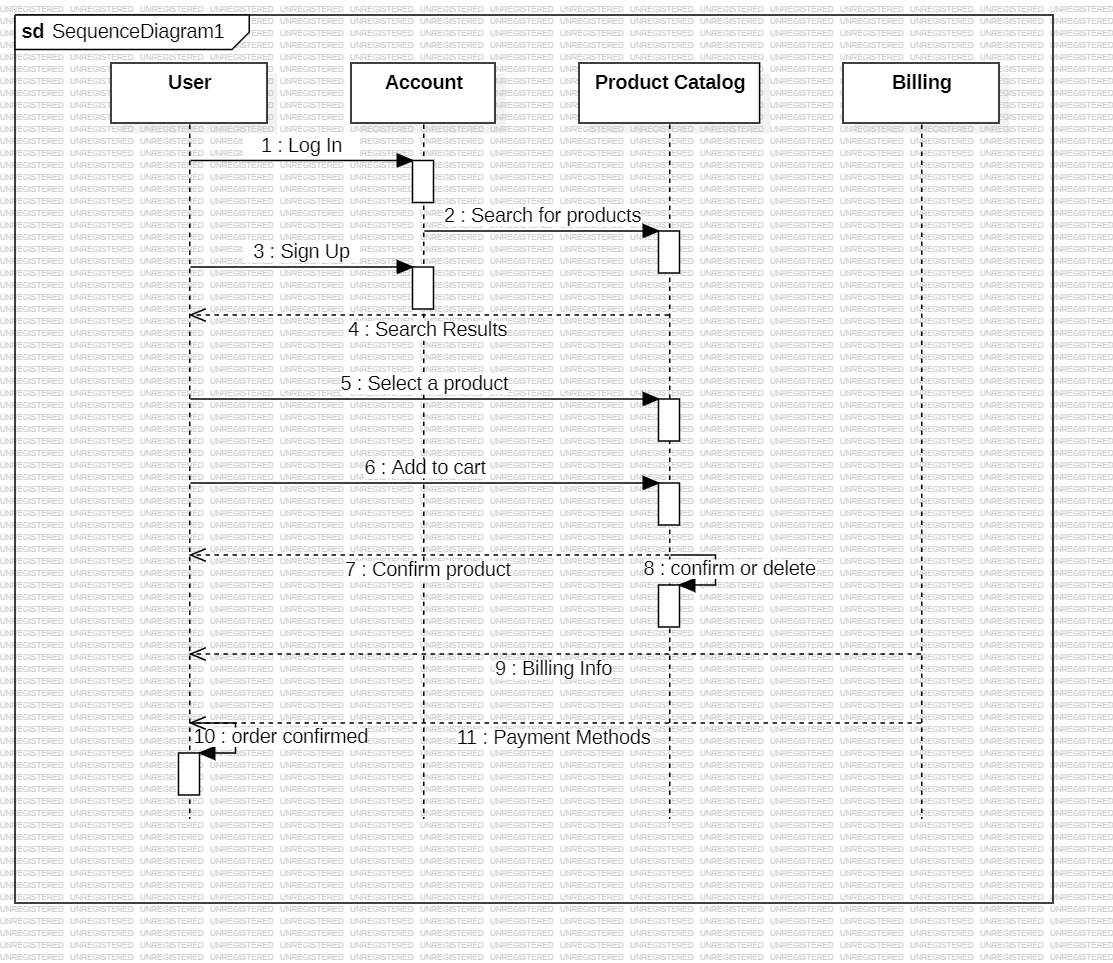 sd SequenceDiagram1
User
Account
Product Catalog
Billing
1 : Log In
2 : Search for products
3 : Sign Up
4 : Search Results
5 : Select a product
6 : Add to cart
7 : Confirm product
8 : confirm or delete
9 : Billing Info
10 : order confirmed
11 : Payment Methods
UNREGISTERED